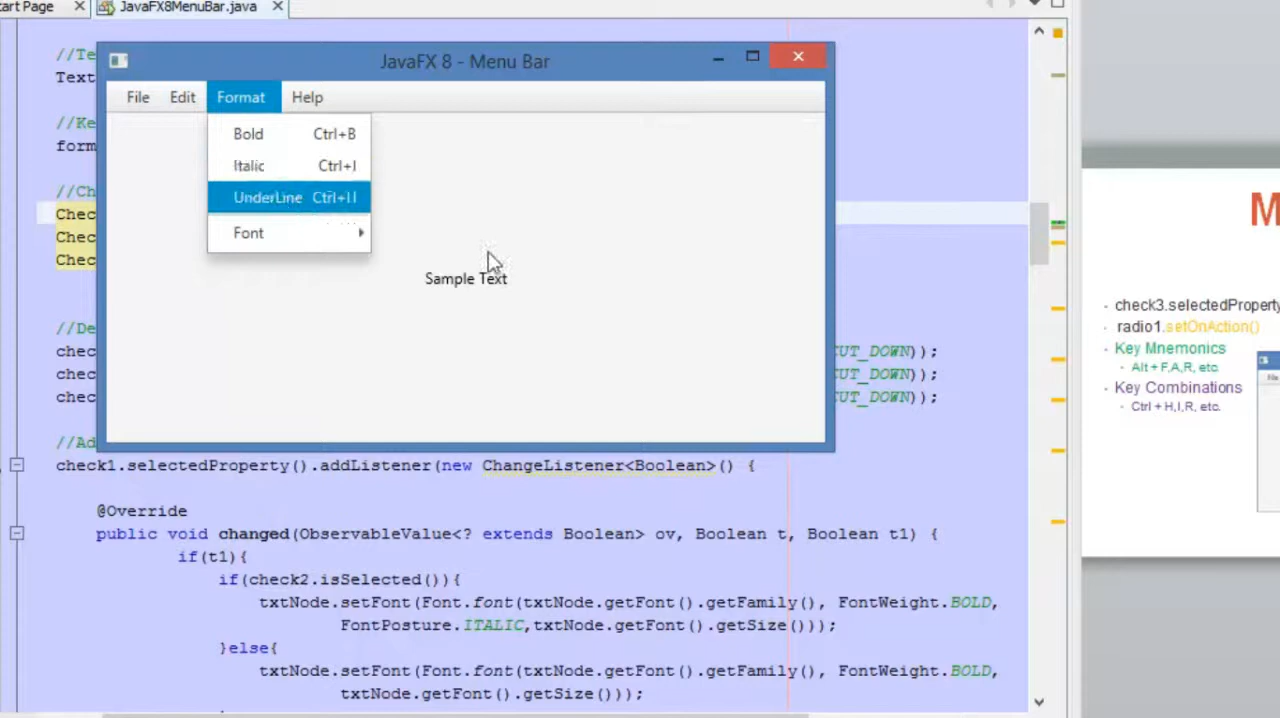 art Page
JavaFX8MenuBar.java
//Te
Text
//Ke
form
//Ch
Chec
Chec
Chec
//De
chec
chec
chec
//Ad
JavaFX 8 - Menu Bar
File Edit Format Help
Bold Ctrl+B
Italic Ctrl+I
UnderLine Ctrl+U
Font
Sample Text
CUT_DOWN));
CUT_DOWN));
CUT_DOWN));
check1.selectedProperty().addListener(new ChangeListener<Boolean>() {
@Override
public void changed(ObservableValue<? extends Boolean> ov, Boolean t, Boolean t1) {
if(t1){
if(check2.isSelected()){
txtNode.setFont(Font.font(txtNode.getFont().getFamily(), FontWeight.BOLD,
FontPosture.ITALIC,txtNode.getFont().getSize()));
}else{
txtNode.setFont(Font.font(txtNode.getFont().getFamily(), FontWeight.BOLD,
txtNode.getFont().getSize()));
M
check3.selectedProperty
radio1.setOnAction()
Key Mnemonics
Alt + F,A,R, etc.
Key Combinations
Ctrl + H,I,R, etc.